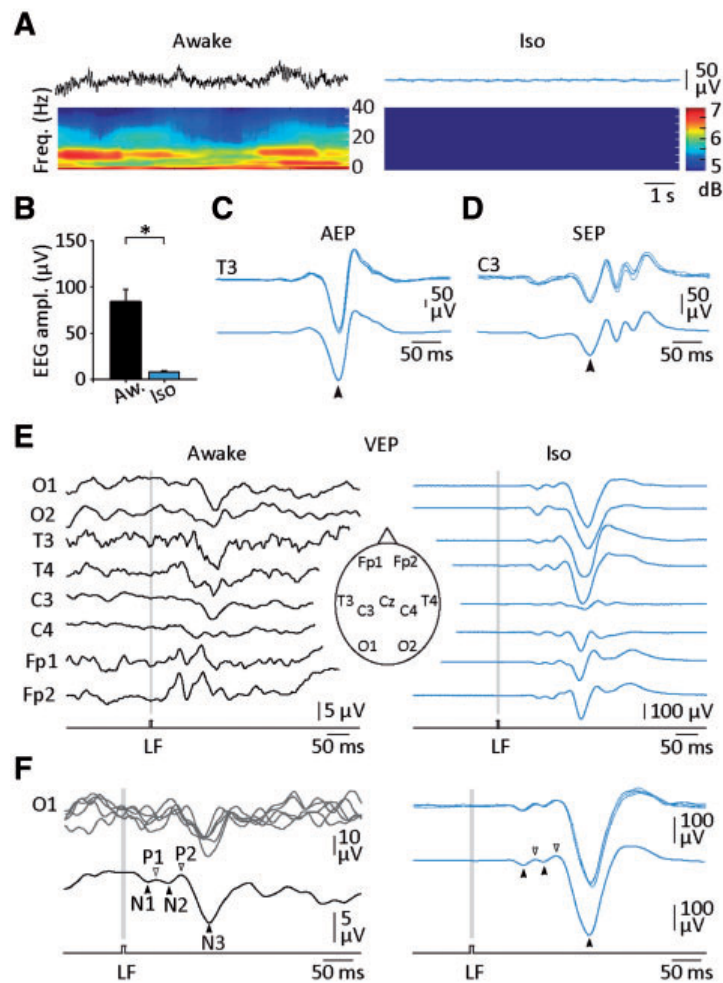 A
Awake
Iso
50
µV
Freq. (Hz)
40
20
0
7
6
5
dB
1 s
B
*
150
100
50
0
EEG ampl. (µV)
Aw.
Iso
C
AEP
T3
50
µV
50 ms
D
SEP
C3
50
µV
50 ms
E
Awake
VEP
Iso
O1
O2
T3
T4
C3
C4
Fp1
Fp2
Fp1 Fp2
T3 C3 Cz C4 T4
O1 O2
5 µV
LF
50 ms
100 µV
LF
50 ms
F
O1
10
µV
P1 P2
N1 N2
N3
5
µV
LF
50 ms
100
µV
100
µV
LF
50 ms